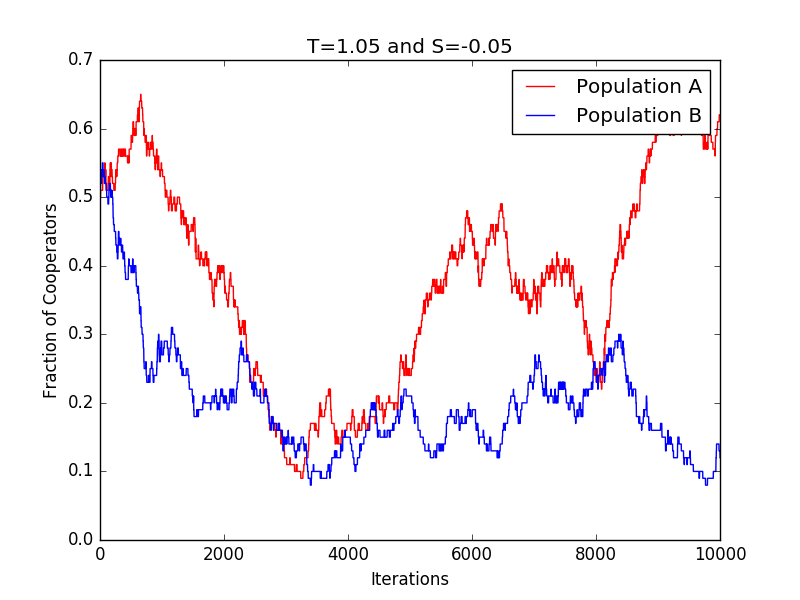 T=1.05 and S=-0.05
Population A
Population B
0.7
0.6
0.5
0.4
0.3
0.2
0.1
0.0
Fraction of Cooperators
0 2000 4000 6000 8000 10000
Iterations